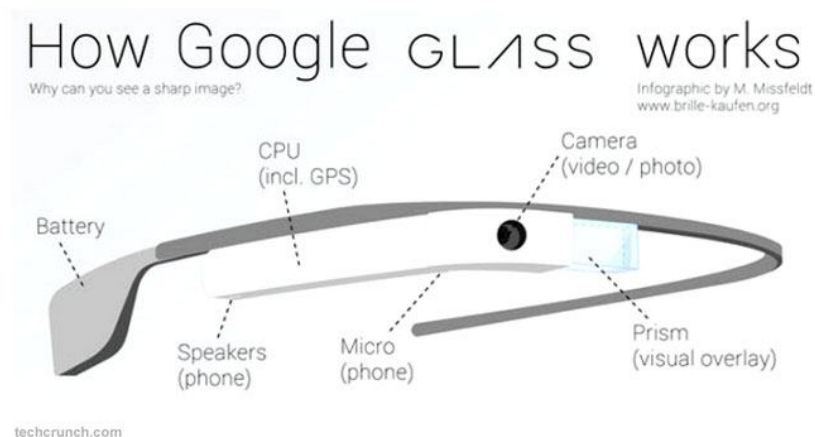 How Google GLASS works
Why can you see a sharp image?
Infographic by M. Missfeldt
www.brille-kaufen.org
Camera
(video / photo)
CPU
(incl. GPS)
Battery
Speakers
(phone)
Micro
(phone)
Prism
(visual overlay)
techcrunch.com